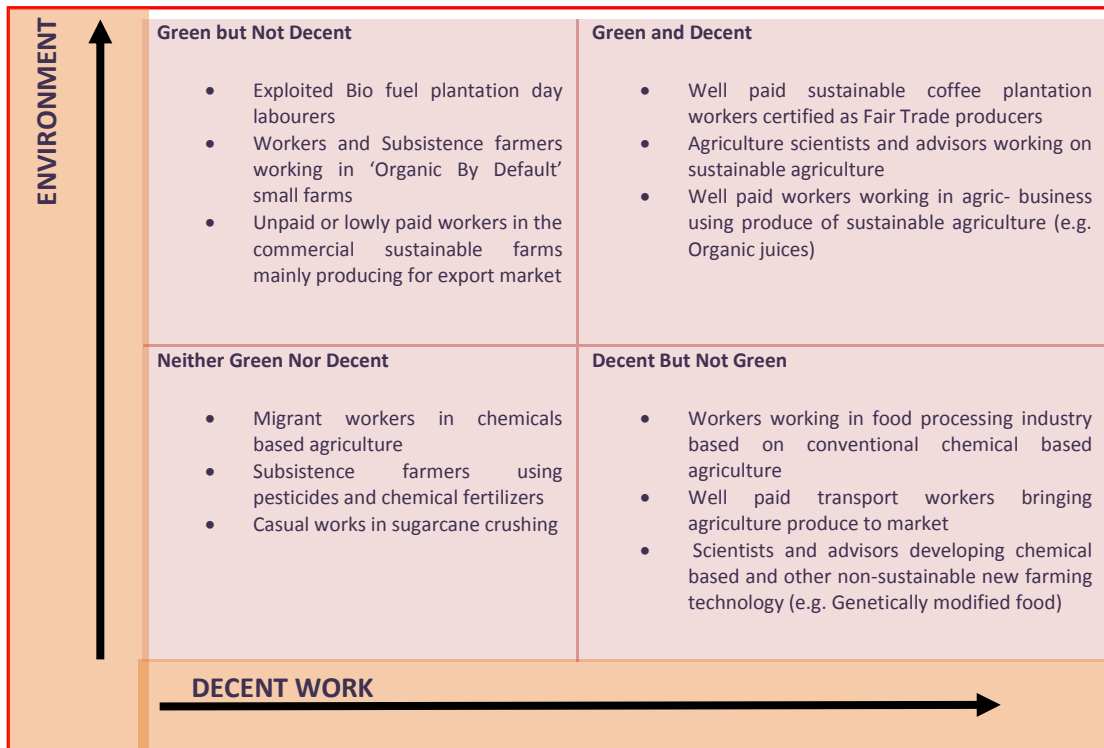 ENVIRONMENT
Green but Not Decent
• Exploited Bio fuel plantation day
labourers
• Workers and Subsistence farmers
working in ‘Organic By Default’
small farms
• Unpaid or lowly paid workers in the
commercial sustainable farms
mainly producing for export market
Green and Decent
• Well paid sustainable coffee plantation
workers certified as Fair Trade producers
• Agriculture scientists and advisors working on
sustainable agriculture
• Well paid workers working in agric- business
using produce of sustainable agriculture (e.g.
Organic juices)
Neither Green Nor Decent
• Migrant workers in chemicals
based agriculture
• Subsistence farmers using
pesticides and chemical fertilizers
• Casual works in sugarcane crushing
Decent But Not Green
• Workers working in food processing industry
based on conventional chemical based
agriculture
• Well paid transport workers bringing
agriculture produce to market
• Scientists and advisors developing chemical
based and other non-sustainable new farming
technology (e.g. Genetically modified food)
DECENT WORK